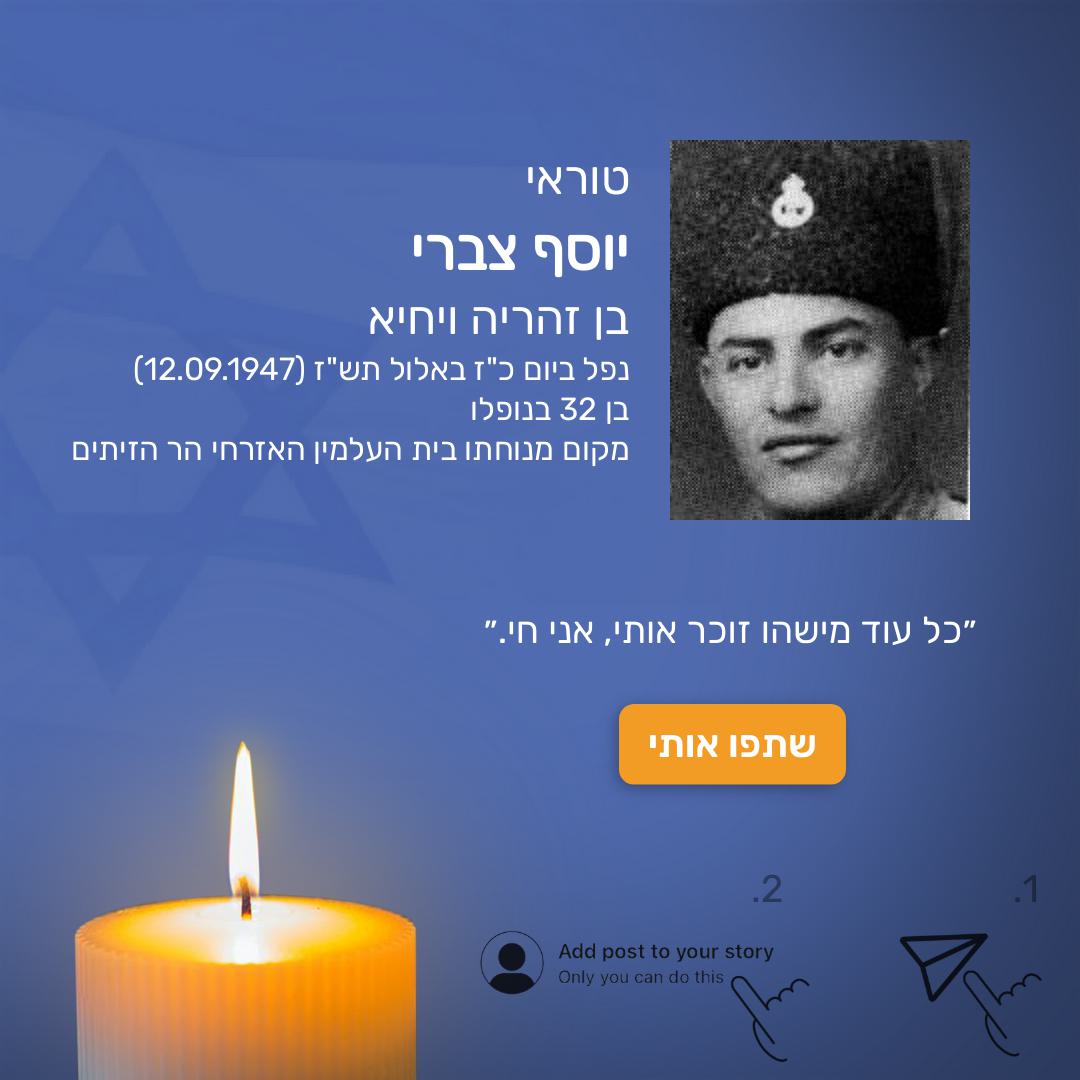 טוראי
יוסף צברי
בן זהריה ויחיא
נפל ביום כ"ז באלול תש"ז (12.09.1947)
בן 32 בנופלו
מקום מנוחתו בית העלמין האזרחי הר הזיתים
״כל עוד מישהו זוכר אותי, אני חי.״
שתפו אותי
1.
2.
Add post to your story
Only you can do this